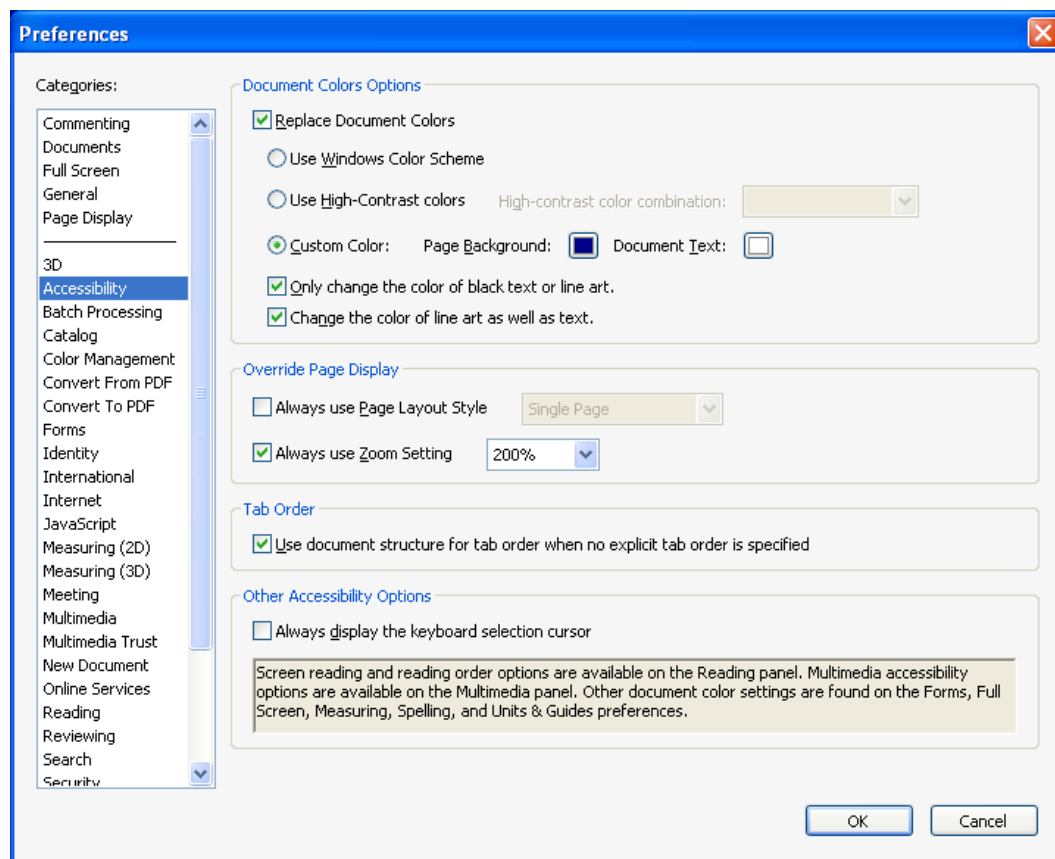 Preferences
Categories:
Commenting
Documents
Full Screen
General
Page Display
3D
Accessibility
Batch Processing
Catalog
Color Management
Convert From PDF
Convert To PDF
Forms
Identity
International
Internet
JavaScript
Measuring (2D)
Measuring (3D)
Meeting
Multimedia
Multimedia Trust
New Document
Online Services
Reading
Reviewing
Search
Security
Document Colors Options
Replace Document Colors
Use Windows Color Scheme
Use High-Contrast colors High-contrast color combination:
Custom Color: Page Background: Document Text:
Only change the color of black text or line art.
Change the color of line art as well as text.
Override Page Display
Always use Page Layout Style Single Page
Always use Zoom Setting 200%
Tab Order
Use document structure for tab order when no explicit tab order is specified
Other Accessibility Options
Always display the keyboard selection cursor
Screen reading and reading order options are available on the Reading panel. Multimedia accessibility
options are available on the Multimedia panel. Other document color settings are found on the Forms, Full
Screen, Measuring, Spelling, and Units & Guides preferences.
OK Cancel